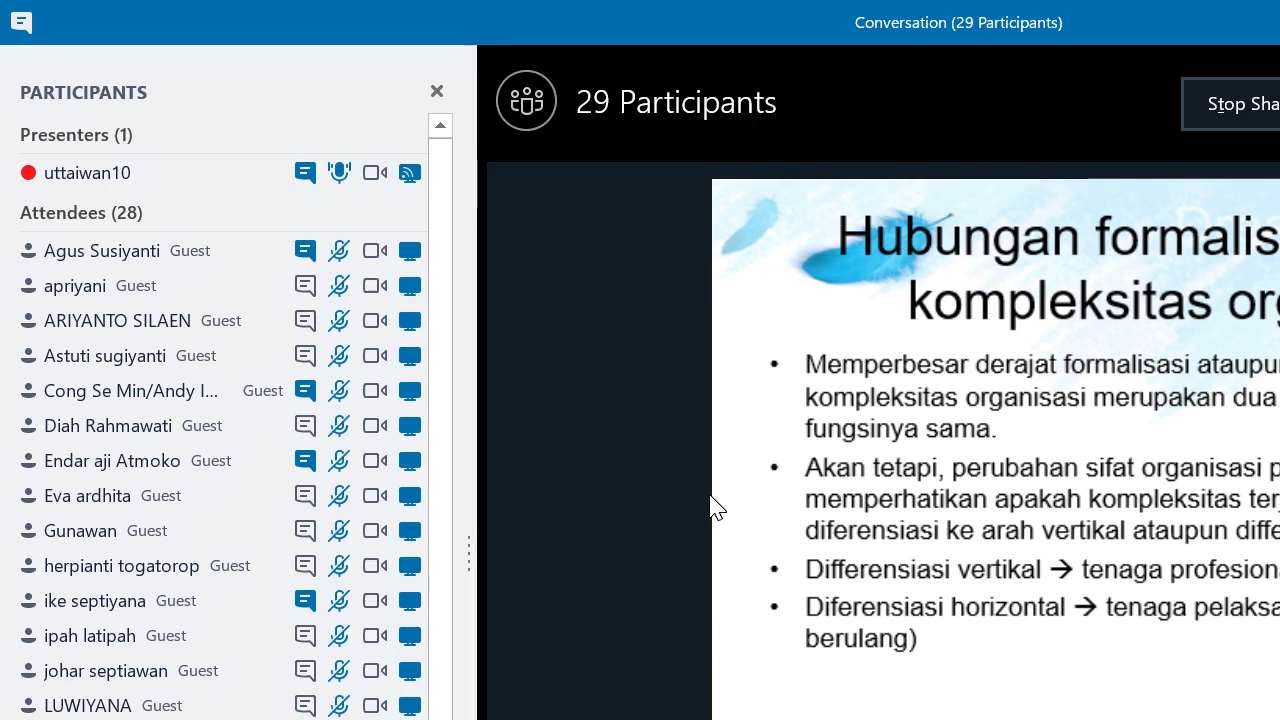 Conversation (29 Participants)
PARTICIPANTS
Presenters (1)
uttaiwan10
Attendees (28)
Agus Susiyanti Guest
apriyani Guest
ARIYANTO SILAEN Guest
Astuti sugiyanti Guest
Cong Se Min/Andy I... Guest
Diah Rahmawati Guest
Endar aji Atmoko Guest
Eva ardhita Guest
Gunawan Guest
herpianti togatorop Guest
ike septiyana Guest
ipah latipah Guest
johar septiawan Guest
LUWIYANA Guest
29 Participants
Stop Sha
Hubungan formalis
kompleksitas org
• Memperbesar derajat formalisasi ataupun
kompleksitas organisasi merupakan dua
fungsinya sama.
• Akan tetapi, perubahan sifat organisasi p
memperhatikan apakah kompleksitas terj
diferensiasi ke arah vertikal ataupun diffe
• Differensiasi vertikal → tenaga profesiona
• Diferensiasi horizontal → tenaga pelaksa
berulang)